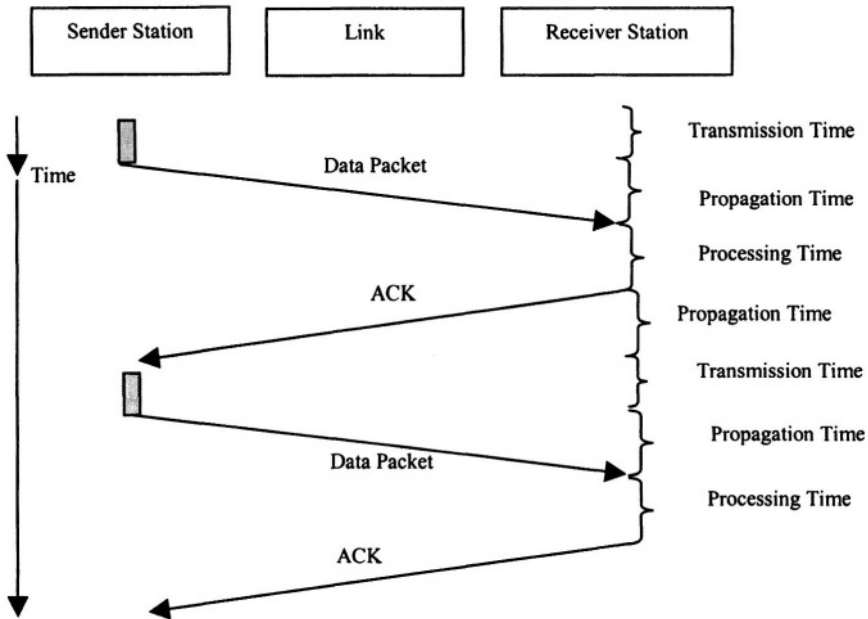 Sender Station
Link
Receiver Station
Transmission Time
Data Packet
Time
Propagation Time
Processing Time
ACK
Propagation Time
Transmission Time
Propagation Time
Data Packet
Processing Time
ACK